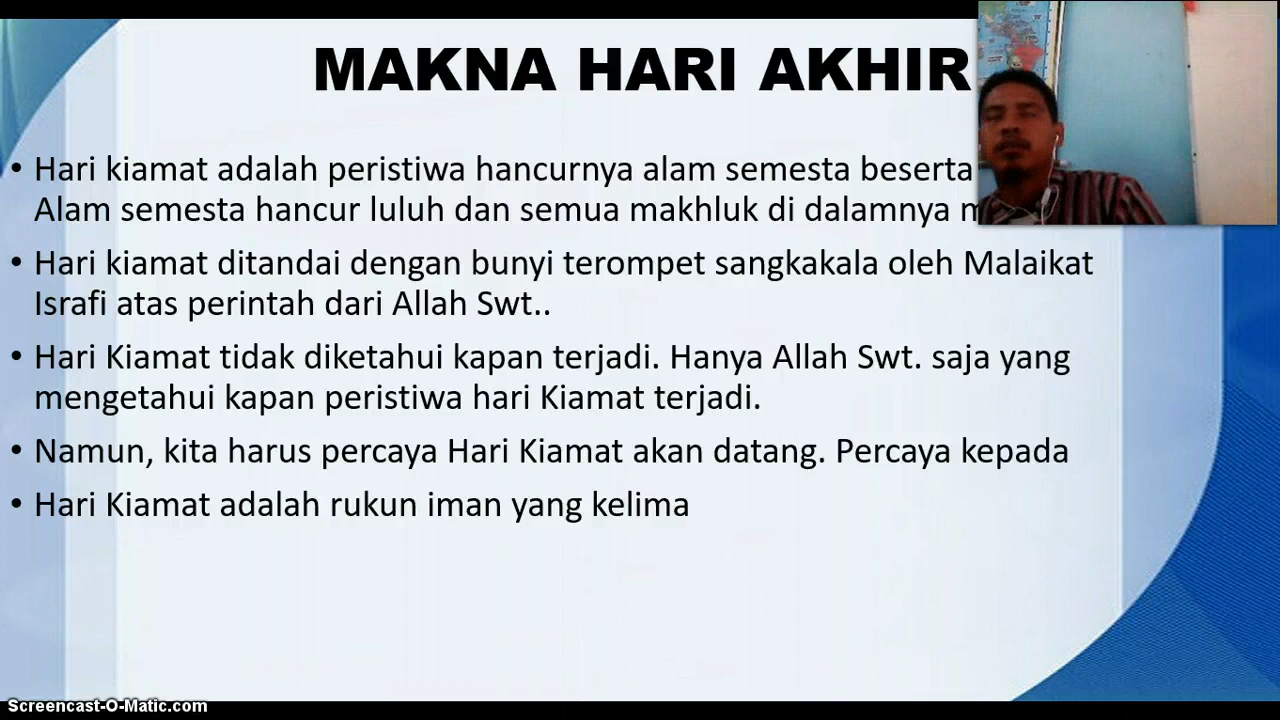 MAKNA HARI AKHIR
• Hari kiamat adalah peristiwa hancurnya alam semesta beserta
Alam semesta hancur luluh dan semua makhluk di dalamnya
• Hari kiamat ditandai dengan bunyi terompet sangkakala oleh Malaikat
Israfi atas perintah dari Allah Swt..
• Hari Kiamat tidak diketahui kapan terjadi. Hanya Allah Swt. saja yang
mengetahui kapan peristiwa hari Kiamat terjadi.
• Namun, kita harus percaya Hari Kiamat akan datang. Percaya kepada
• Hari Kiamat adalah rukun iman yang kelima
Screencast-O-Matic.com